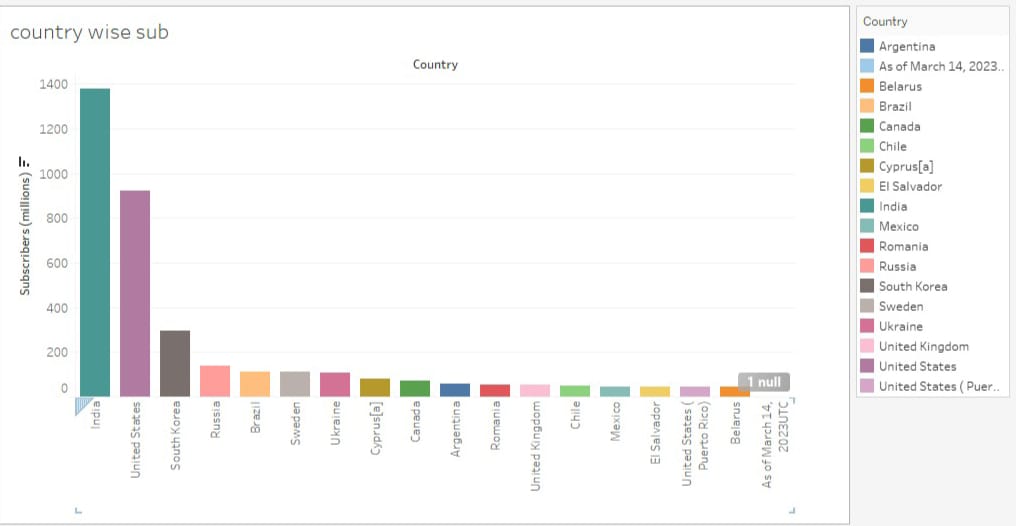 country wise sub
Country
Subscribers (millions)
1400
1200
1000
800
600
400
200
0
1 null
India
United States
South Korea
Russia
Brazil
Sweden
Ukraine
Cyprus[a]
Canada
Argentina
Romania
United Kingdom
Chile
Mexico
El Salvador
United States (
Puerto Rico)
Belarus
As of March 14,
2023UTC
Country
Argentina
As of March 14, 2023..
Belarus
Brazil
Canada
Chile
Cyprus[a]
El Salvador
India
Mexico
Romania
Russia
South Korea
Sweden
Ukraine
United Kingdom
United States
United States ( Puer..